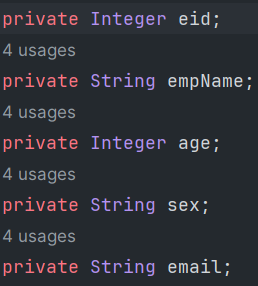 private Integer eid;
4 usages
private String empName;
4 usages
private Integer age;
4 usages
private String sex;
4 usages
private String email;